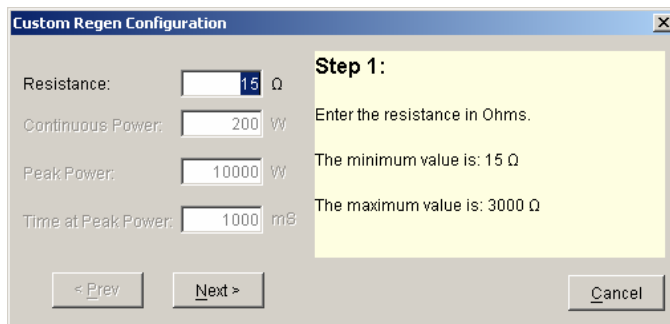 Custom Regen Configuration
Resistance: 15 Ω
Continuous Power: 200 W
Peak Power: 10000 W
Time at Peak Power: 1000 mS
Step 1:
Enter the resistance in Ohms.
The minimum value is: 15 Ω
The maximum value is: 3000 Ω
< Prev
Next >
Cancel